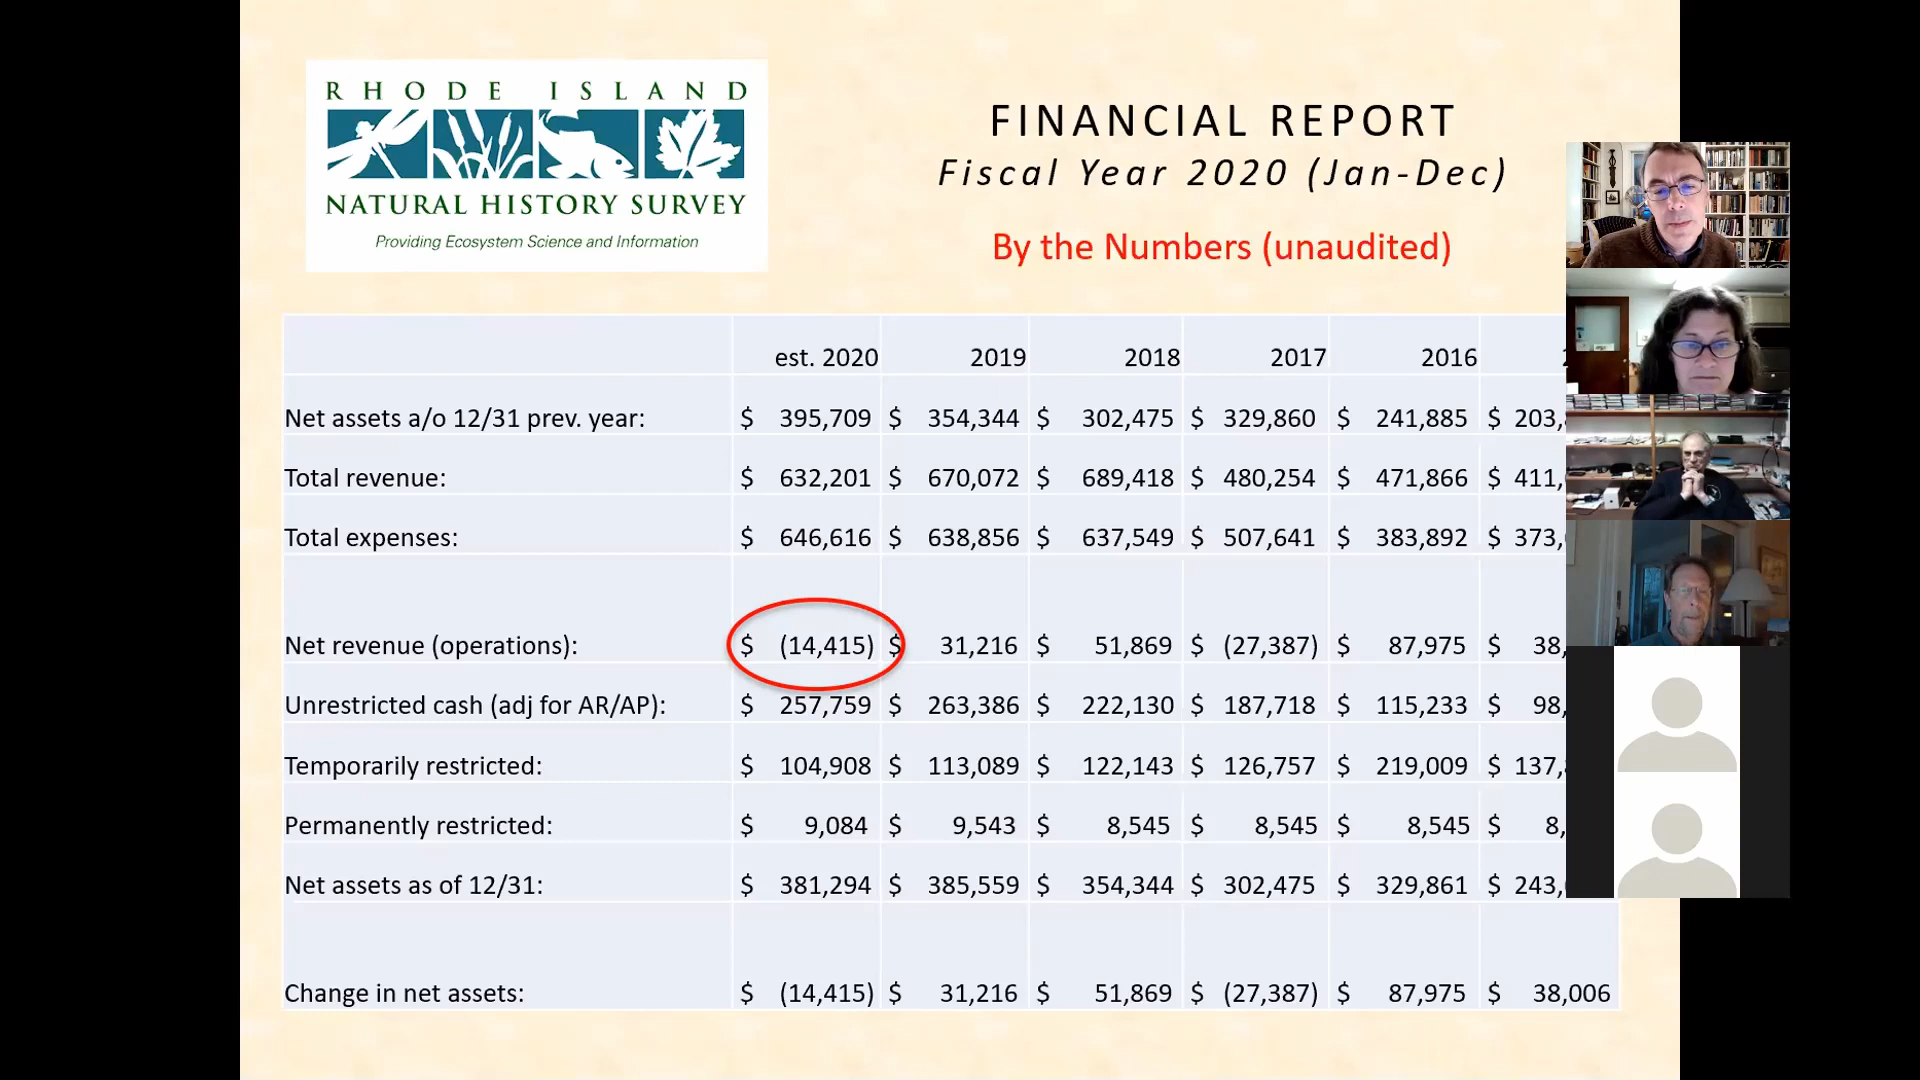 RHODE ISLAND
NATURAL HISTORY SURVEY
Providing Ecosystem Science and Information
FINANCIAL REPORT
Fiscal Year 2020 (Jan-Dec)
By the Numbers (unaudited)
est. 2020 2019 2018 2017 2016
Net assets a/o 12/31 prev. year: $ 395,709 $ 354,344 $ 302,475 $ 329,860 $ 241,885 $ 203,
Total revenue: $ 632,201 $ 670,072 $ 689,418 $ 480,254 $ 471,866 $ 411,
Total expenses: $ 646,616 $ 638,856 $ 637,549 $ 507,641 $ 383,892 $ 373,
Net revenue (operations): $ (14,415) $ 31,216 $ 51,869 $ (27,387) $ 87,975 $ 38,
Unrestricted cash (adj for AR/AP): $ 257,759 $ 263,386 $ 222,130 $ 187,718 $ 115,233 $ 98,
Temporarily restricted: $ 104,908 $ 113,089 $ 122,143 $ 126,757 $ 219,009 $ 137,
Permanently restricted: $ 9,084 $ 9,543 $ 8,545 $ 8,545 $ 8,545 $ 8,
Net assets as of 12/31: $ 381,294 $ 385,559 $ 354,344 $ 302,475 $ 329,861 $ 243,
Change in net assets: $ (14,415) $ 31,216 $ 51,869 $ (27,387) $ 87,975 $ 38,006